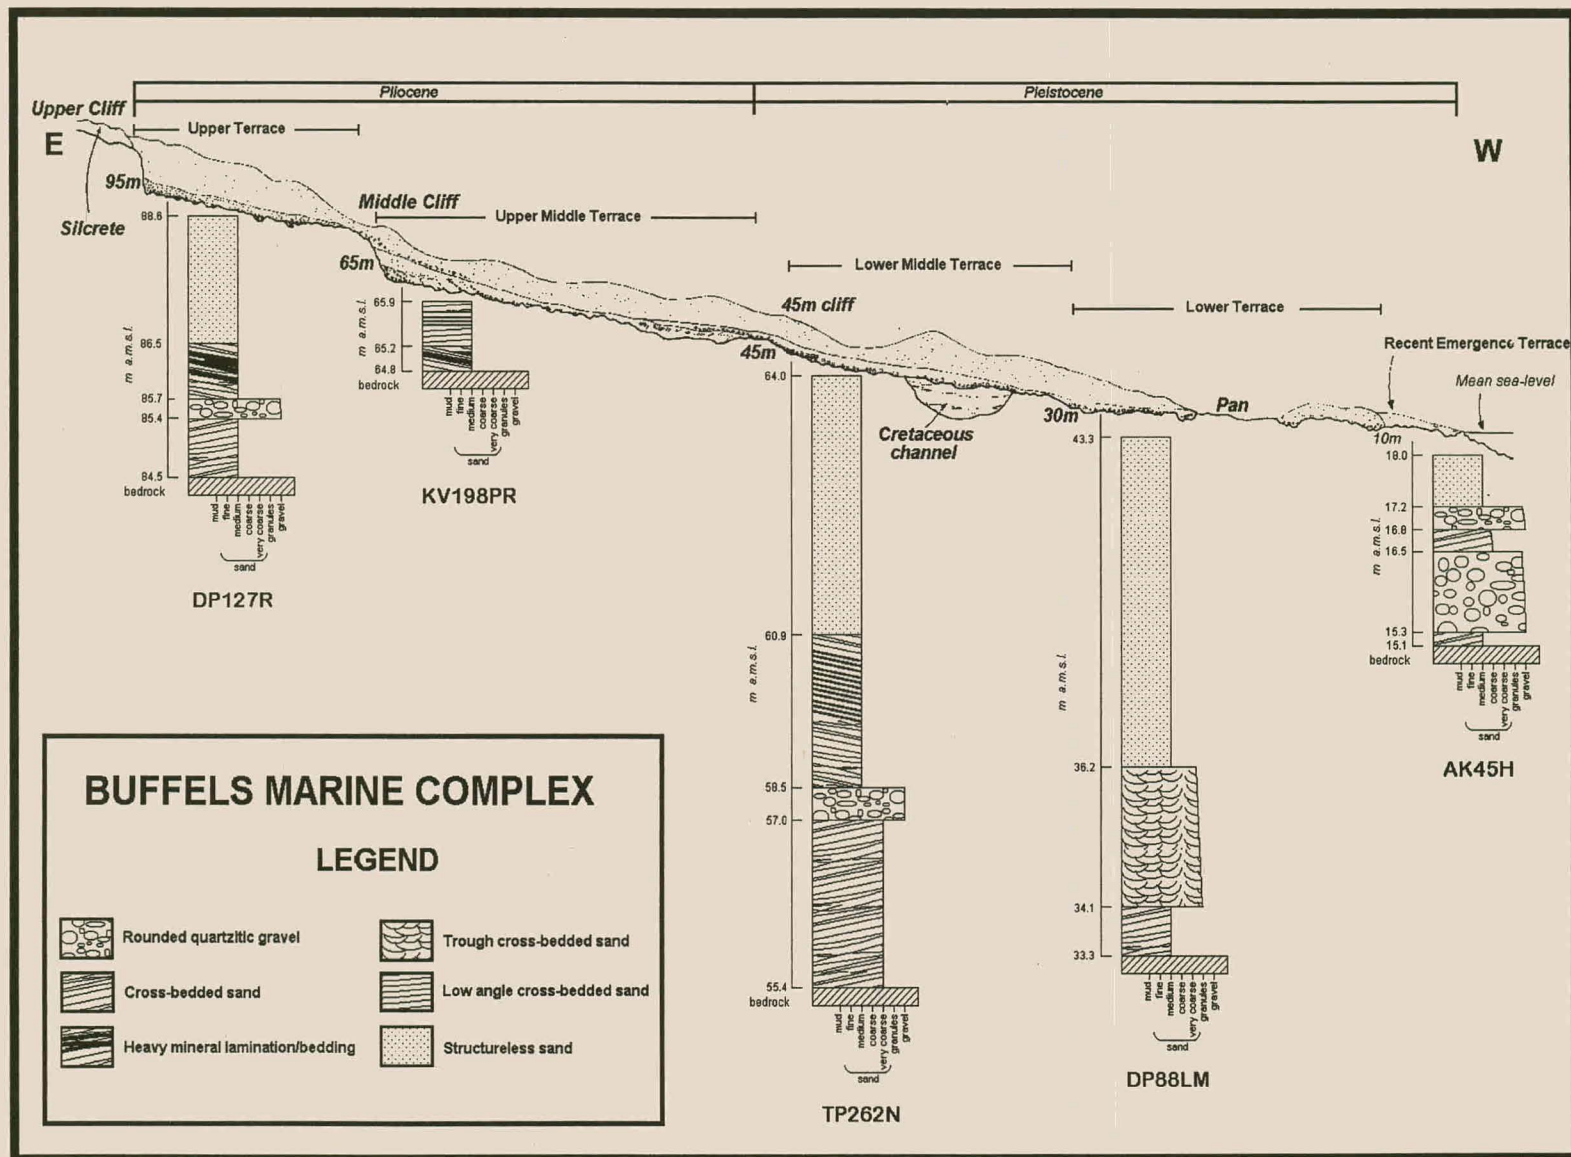 Pliocene
Pleistocene
Upper Cliff
Upper Terrace
E
W
95m
Middle Cliff
Upper Middle Terrace
Silcrete
65m
Lower Middle Terrace
45m cliff
Lower Terrace
45m
Recent Emergence Terrace
Mean sea-level
Pan
30m
10m
Cretaceous
channel
88.6
86.5
85.7
85.4
84.5
m a.m.s.l.
bedrock
mud
fine
medium
coarse
very coarse
granules
gravel
sand
DP127R
65.9
65.2
64.8
m a.m.s.l.
bedrock
mud
fine
medium
coarse
very coarse
granules
gravel
sand
KV198PR
64.0
60.9
58.5
57.0
55.4
m a.m.s.l.
bedrock
mud
fine
medium
coarse
very coarse
granules
gravel
sand
TP262N
43.3
36.2
34.1
33.3
m a.m.s.l.
mud
fine
medium
coarse
very coarse
granules
gravel
sand
DP88LM
18.0
17.2
16.8
16.5
15.3
15.1
m a.m.s.l.
bedrock
mud
fine
medium
coarse
very coarse
granules
gravel
sand
AK45H
BUFFELS MARINE COMPLEX
LEGEND
Rounded quartzitic gravel
Trough cross-bedded sand
Cross-bedded sand
Low angle cross-bedded sand
Heavy mineral lamination/bedding
Structureless sand